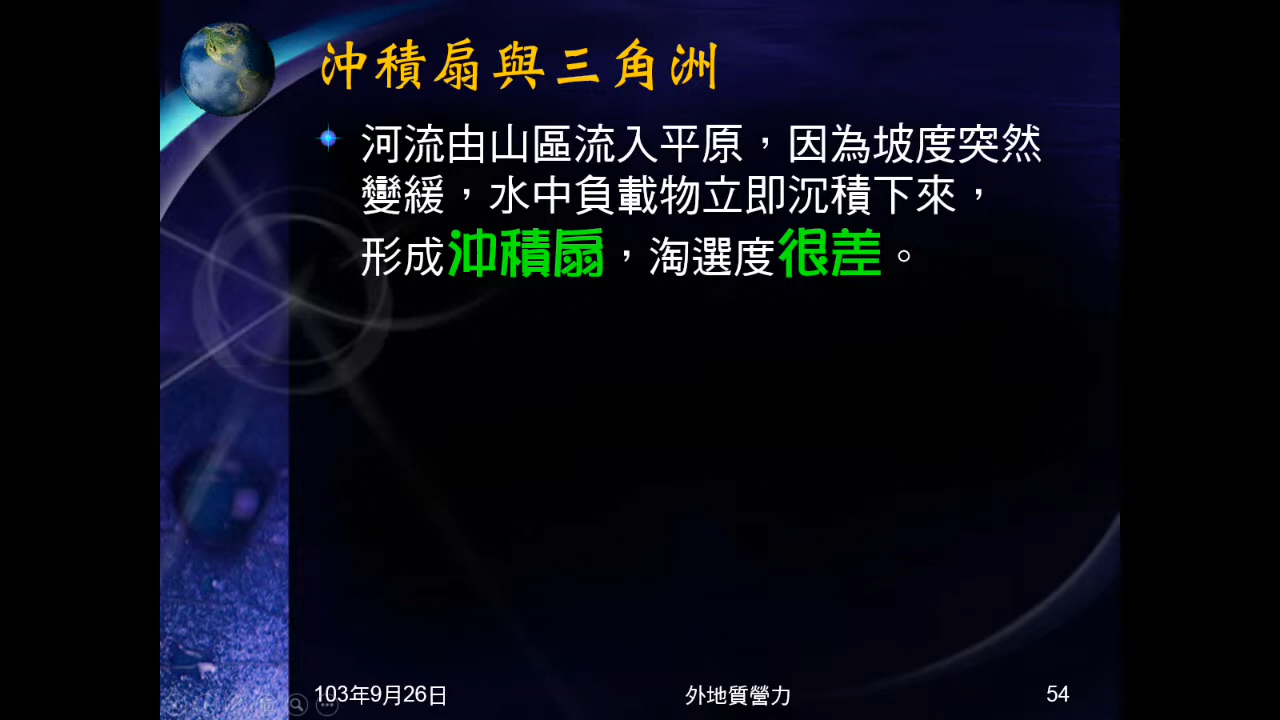 沖積扇與三角洲
河流由山區流入平原，因為坡度突然
變緩，水中負載物立即沉積下來，
形成沖積扇，淘選度很差。
103年9月26日
外地質營力
54